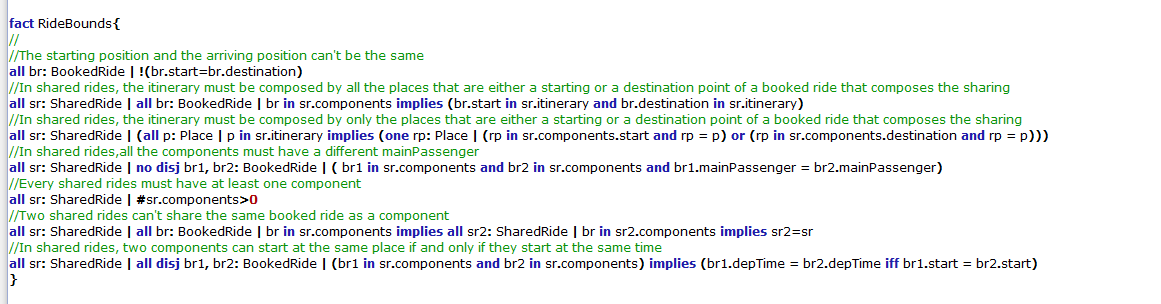 fact RideBounds{
//
//The starting position and the arriving position can't be the same
all br: BookedRide | !(br.start=br.destination)
//In shared rides, the itinerary must be composed by all the places that are either a starting or a destination point of a booked ride that composes the sharing
all sr: SharedRide | all br: BookedRide | br in sr.components implies (br.start in sr.itinerary and br.destination in sr.itinerary)
//In shared rides, the itinerary must be composed by only the places that are either a starting or a destination point of a booked ride that composes the sharing
all sr: SharedRide | (all p: Place | p in sr.itinerary implies (one rp: Place | (rp in sr.components.start and rp = p) or (rp in sr.components.destination and rp = p)))
//In shared rides,all the components must have a different mainPassenger
all sr: SharedRide | no disj br1, br2: BookedRide | ( br1 in sr.components and br2 in sr.components and br1.mainPassenger = br2.mainPassenger)
//Every shared rides must have at least one component
all sr: SharedRide | #sr.components>0
//Two shared rides can't share the same booked ride as a component
all sr: SharedRide | all br: BookedRide | br in sr.components implies all sr2: SharedRide | br in sr2.components implies sr2=sr
//In shared rides, two components can start at the same place if and only if they start at the same time
all sr: SharedRide | all disj br1, br2: BookedRide | (br1 in sr.components and br2 in sr.components) implies (br1.depTime = br2.depTime iff br1.start = br2.start)
}